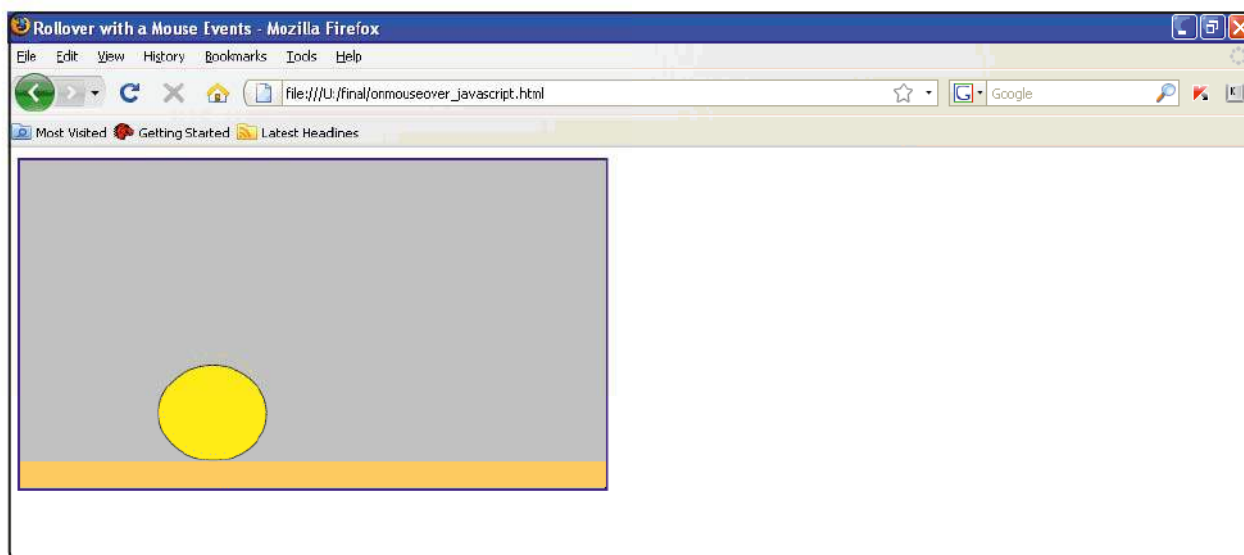 Rollover with a Mouse Events - Mozilla Firefox
File Edit View History Bookmarks Tools Help
file:///U:/final/onmouseover_javascript.html G Google K K
Most Visited Getting Started Latest Headlines